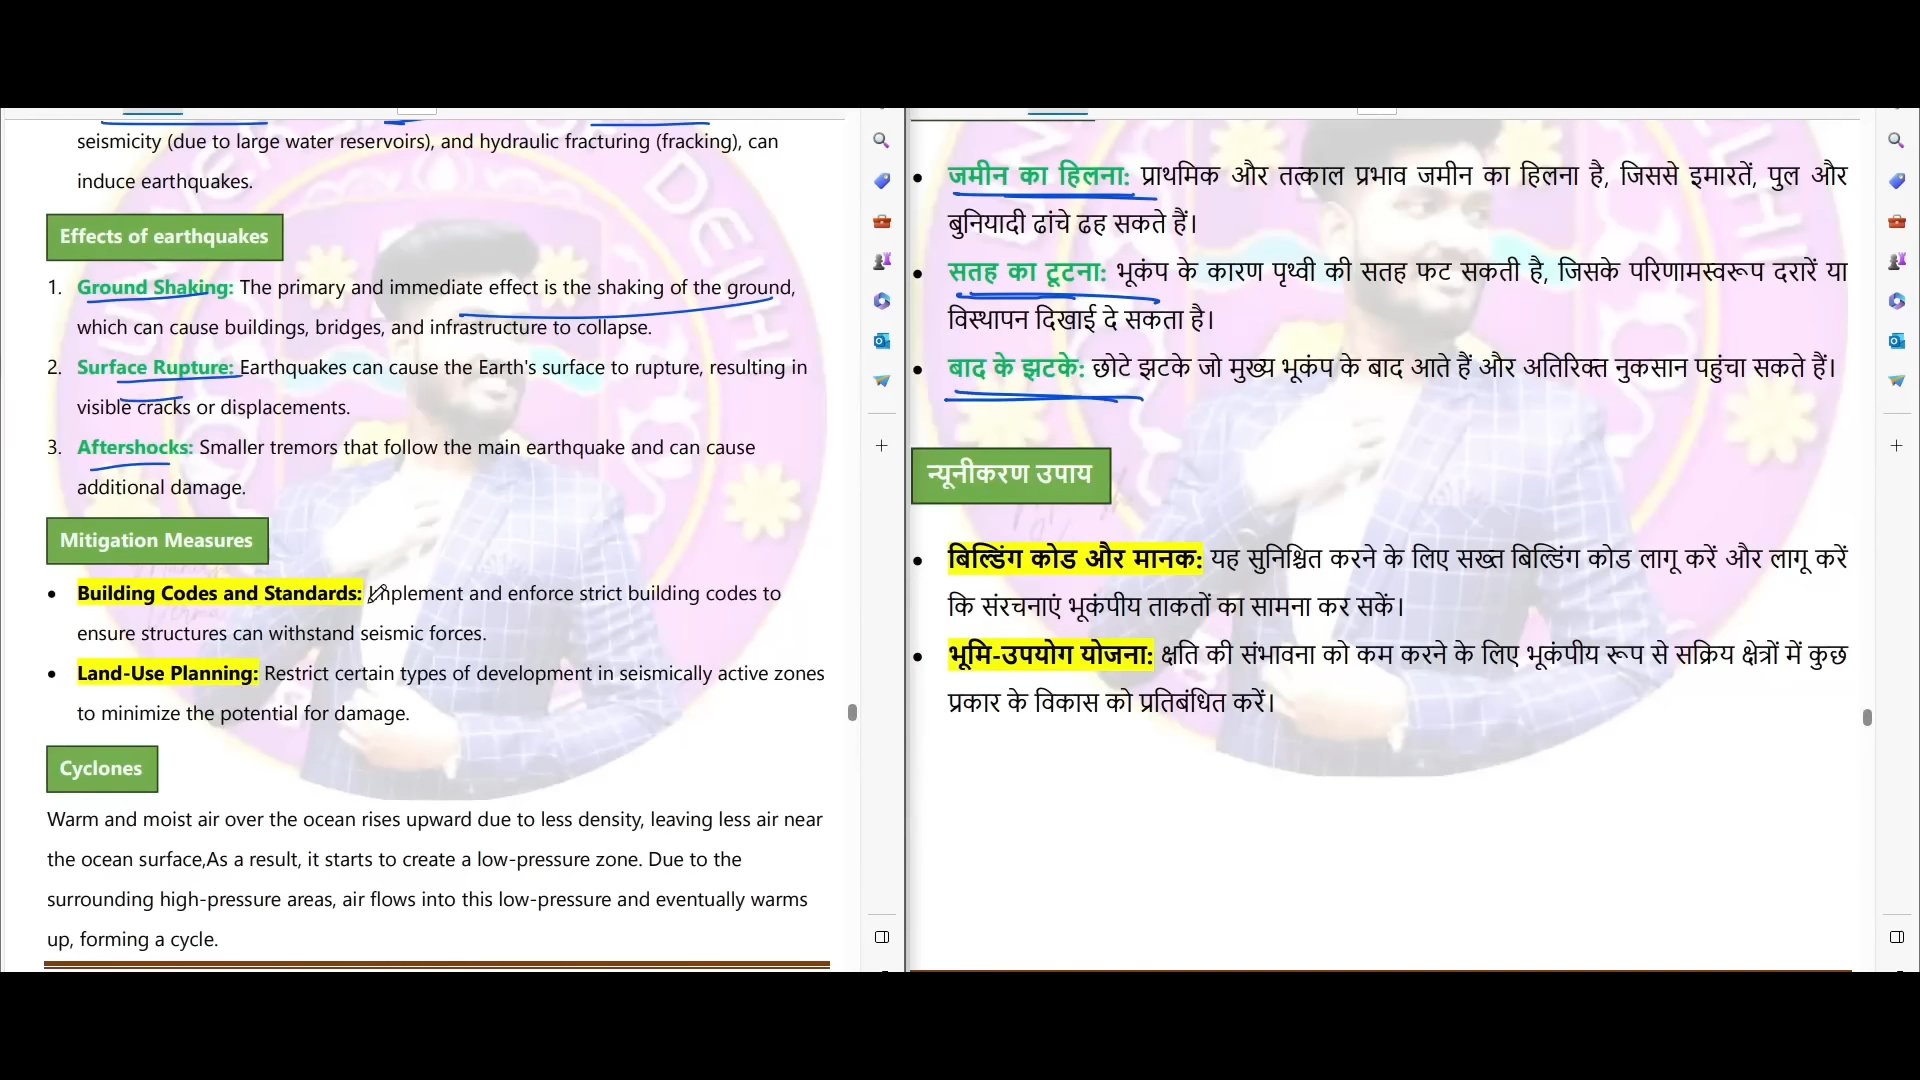 seismicity (due to large water reservoirs), and hydraulic fracturing (fracking), can
induce earthquakes.
Effects of earthquakes
1. Ground Shaking: The primary and immediate effect is the shaking of the ground,
which can cause buildings, bridges, and infrastructure to collapse.
2. Surface Rupture: Earthquakes can cause the Earth's surface to rupture, resulting in
visible cracks or displacements.
3. Aftershocks: Smaller tremors that follow the main earthquake and can cause
additional damage.
Mitigation Measures
• Building Codes and Standards: Implement and enforce strict building codes to
ensure structures can withstand seismic forces.
• Land-Use Planning: Restrict certain types of development in seismically active zones
to minimize the potential for damage.
Cyclones
Warm and moist air over the ocean rises upward due to less density, leaving less air near
the ocean surface,As a result, it starts to create a low-pressure zone. Due to the
surrounding high-pressure areas, air flows into this low-pressure and eventually warms
up, forming a cycle.
• जमीन का हिलना: प्राथमिक और तत्काल प्रभाव जमीन का हिलना है, जिससे इमारतें, पुल और
बुनियादी ढांचे ढह सकते हैं।
• सतह का टूटना: भूकंप के कारण पृथ्वी की सतह फट सकती है, जिसके परिणामस्वरूप दरारें या
विस्थापन दिखाई दे सकता है।
• बाद के झटके: छोटे झटके जो मुख्य भूकंप के बाद आते हैं और अतिरिक्त नुकसान पहुंचा सकते हैं।
न्यूनीकरण उपाय
• बिल्डिंग कोड और मानक: यह सुनिश्चित करने के लिए सख्त बिल्डिंग कोड लागू करें और लागू करें
कि संरचनाएं भूकंपीय ताकतों का सामना कर सकें।
• भूमि-उपयोग योजना: क्षति की संभावना को कम करने के लिए भूकंपीय रूप से सक्रिय क्षेत्रों में कुछ
प्रकार के विकास को प्रतिबंधित करें।